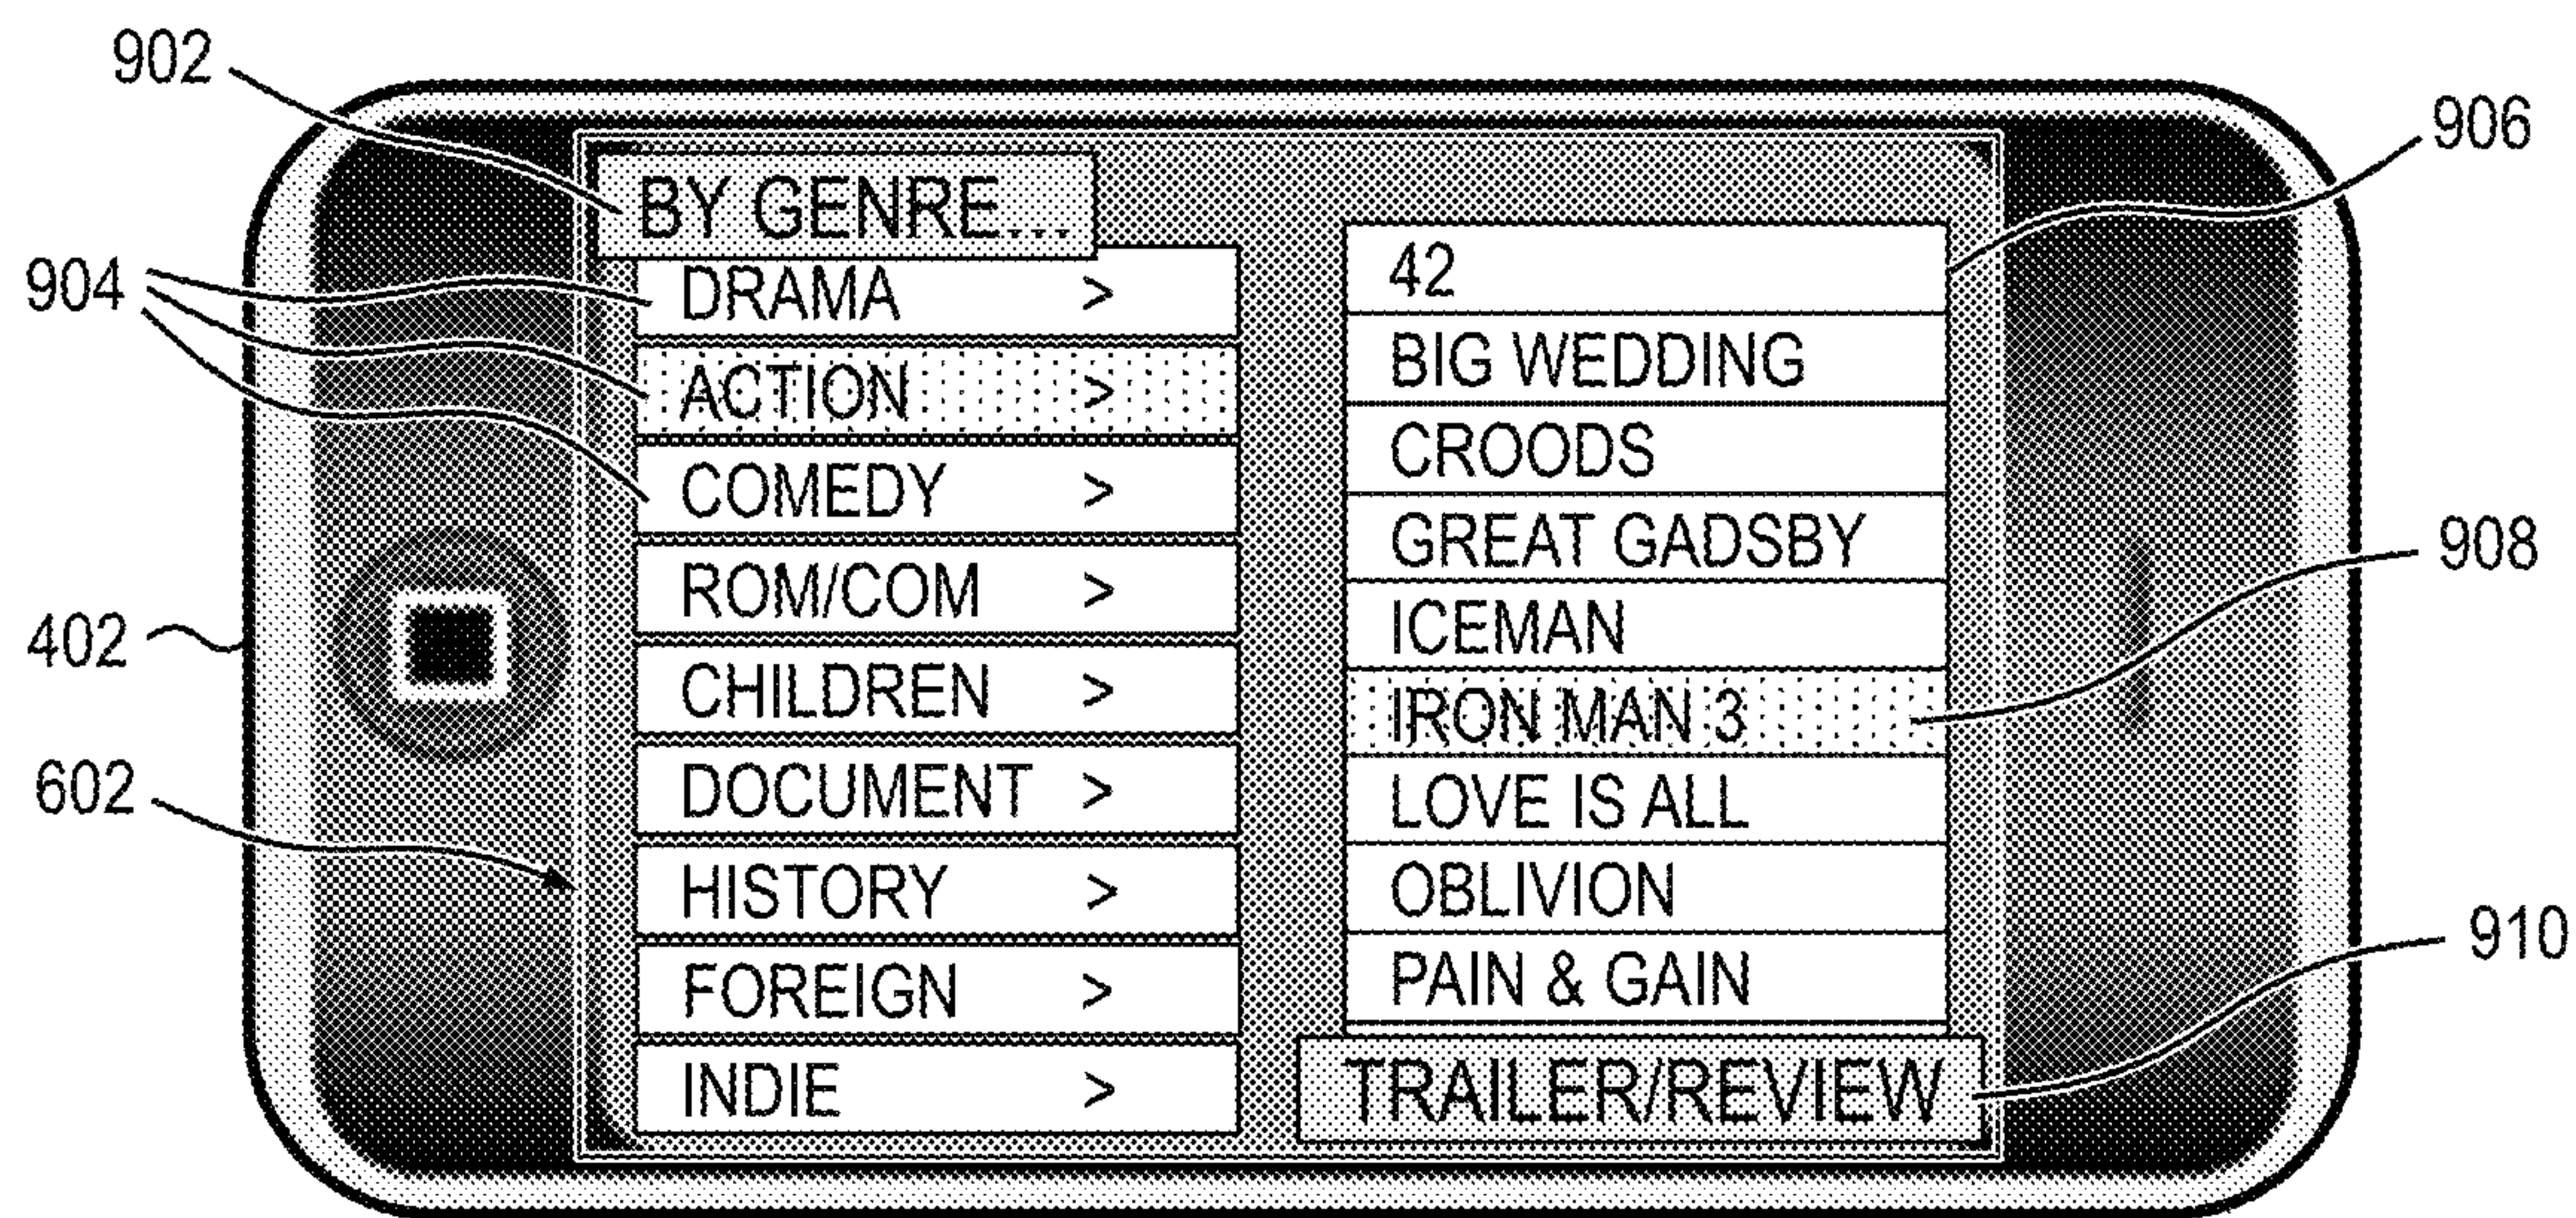 902
906
BY GENRE...
904
DRAMA >
ACTION >
COMEDY >
ROM/COM >
CHILDREN >
DOCUMENT >
HISTORY >
FOREIGN >
INDIE >
42
BIG WEDDING
CROODS
GREAT GADSBY
ICEMAN
IRON MAN 3
LOVE IS ALL
OBLIVION
PAIN & GAIN
TRAILER/REVIEW
402
602
908
910